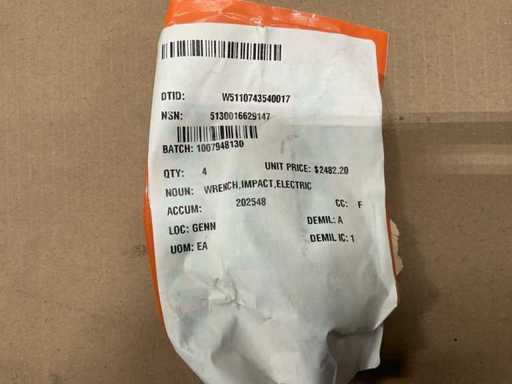 DTID: W5110743540017
NSN: 5130016629147
BATCH: 1007948130
QTY: 4 UNIT PRICE: $2482.20
NOUN: WRENCH,IMPACT,ELECTRIC
ACCUM: 202548 CC: F
LOC: GENN DEMIL: A
UOM: EA DEMIL IC: 1